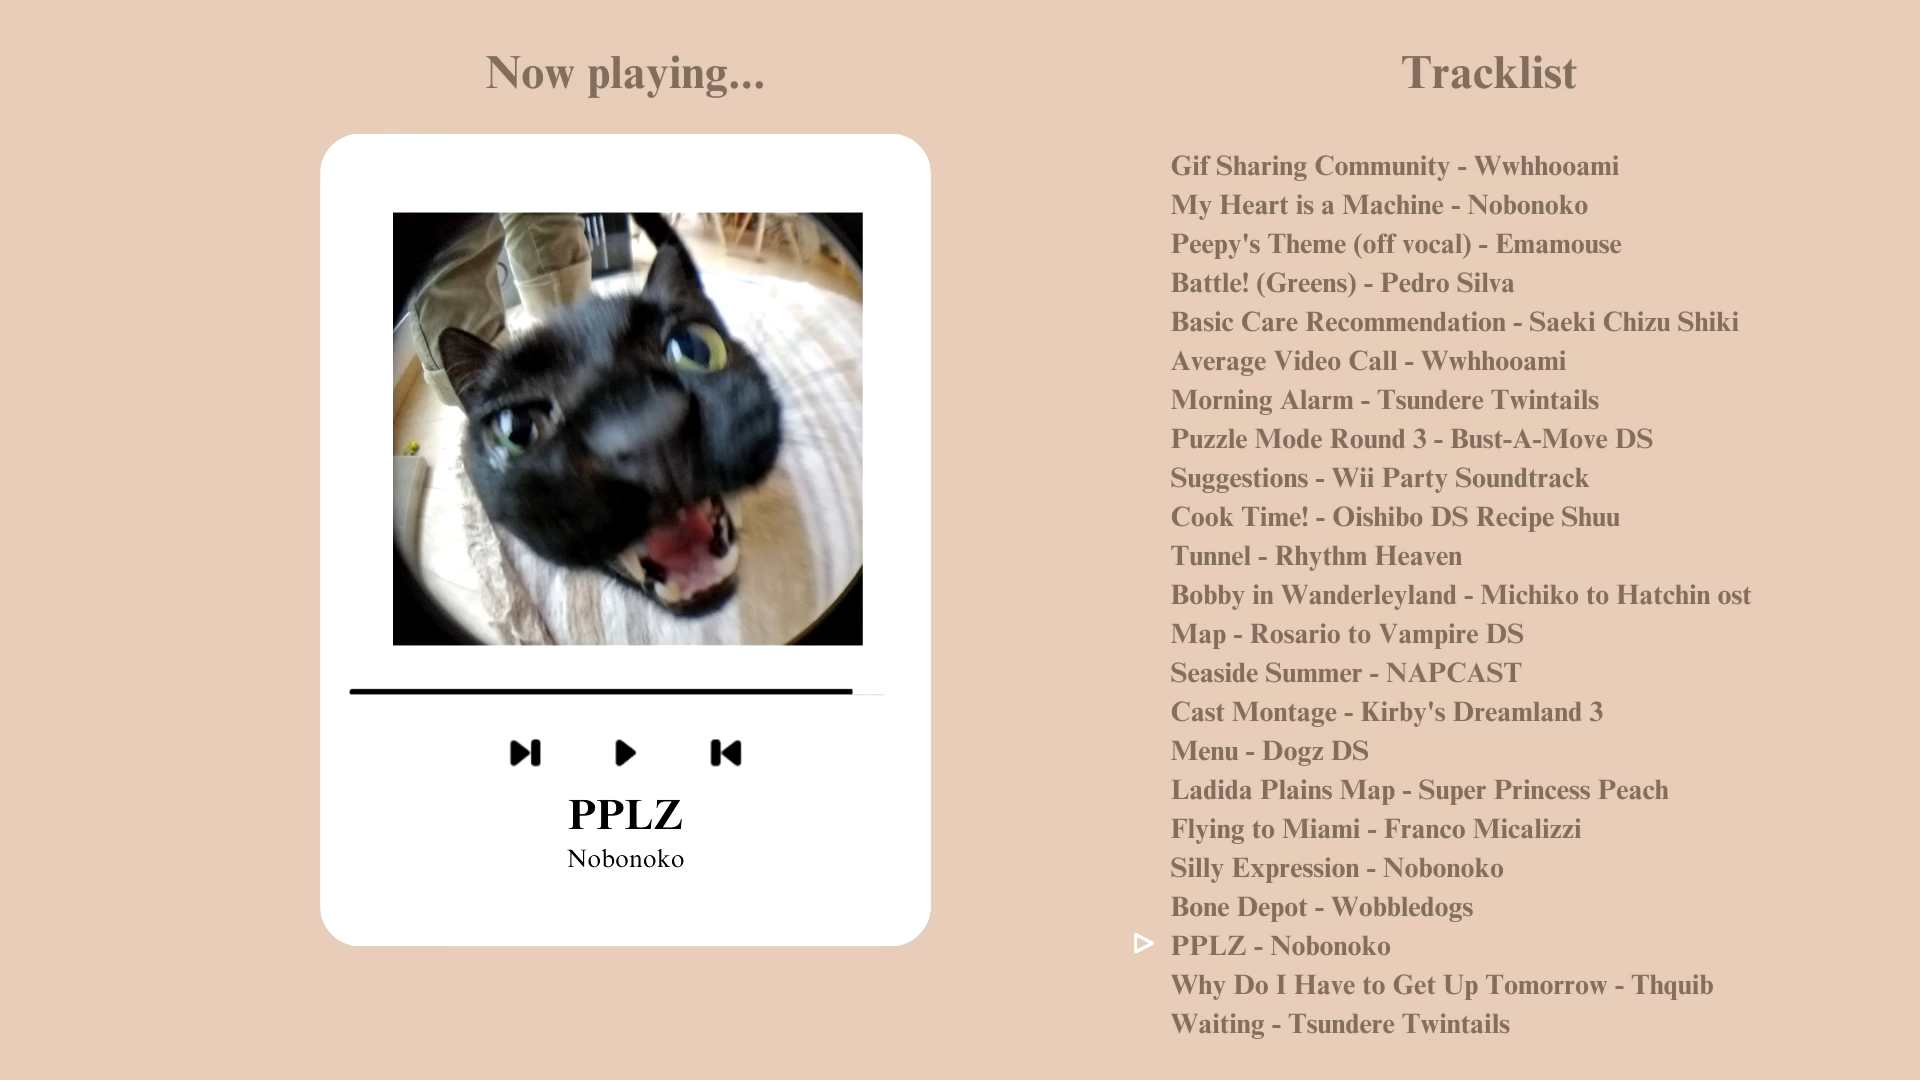 Now playing...
PPLZ
Nobonoko
Tracklist
Gif Sharing Community - Wwhhooami
My Heart is a Machine - Nobonoko
Peepy's Theme (off vocal) - Emamouse
Battle! (Greens) - Pedro Silva
Basic Care Recommendation - Saeki Chizu Shiki
Average Video Call - Wwhhooami
Morning Alarm - Tsundere Twintails
Puzzle Mode Round 3 - Bust-A-Move DS
Suggestions - Wii Party Soundtrack
Cook Time! - Oishibo DS Recipe Shuu
Tunnel - Rhythm Heaven
Bobby in Wanderleyland - Michiko to Hatchin ost
Map - Rosario to Vampire DS
Seaside Summer - NAPCAST
Cast Montage - Kirby's Dreamland 3
Menu - Dogz DS
Ladida Plains Map - Super Princess Peach
Flying to Miami - Franco Micalizzi
Silly Expression - Nobonoko
Bone Depot - Wobbledogs
PPLZ - Nobonoko
Why Do I Have to Get Up Tomorrow - Thquib
Waiting - Tsundere Twintails